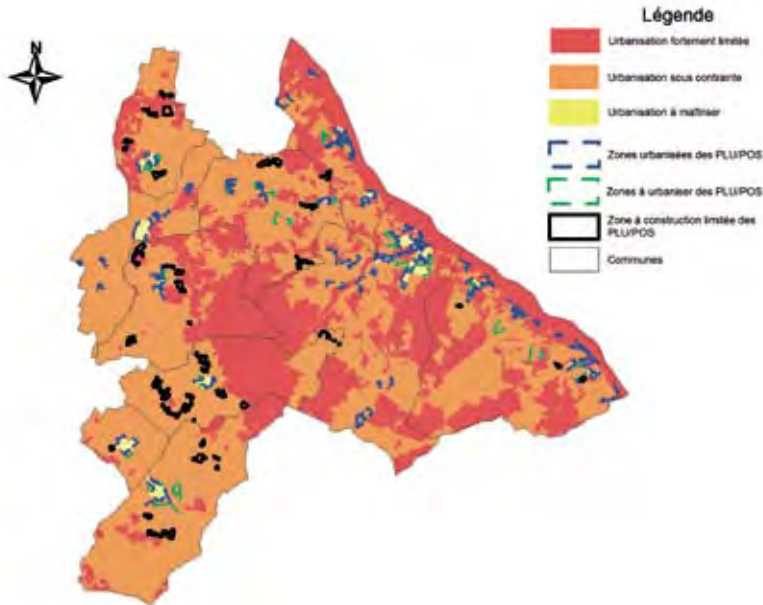 Légende
N
Urbanisation fortement limitée
Urbanisation sous contrainte
Urbanisation à maîtriser
Zones urbanisées des PLU/POS
Zones à urbaniser des PLU/POS
Zone à construction limitée des
PLU/POS
Communes